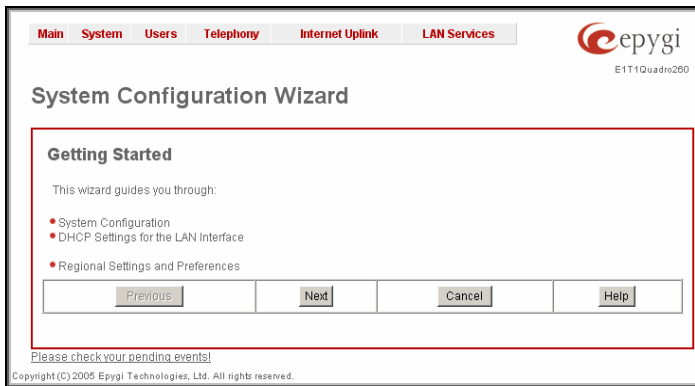 Main System Users Telephony Internet Uplink LAN Services
epygi
E1T1Quadro260
System Configuration Wizard
Getting Started
This wizard guides you through:
System Configuration
DHCP Settings for the LAN Interface
Regional Settings and Preferences
Previous Next Cancel Help
Please check your pending events!
Copyright (C) 2005 Epygi Technologies, Ltd. All rights reserved.